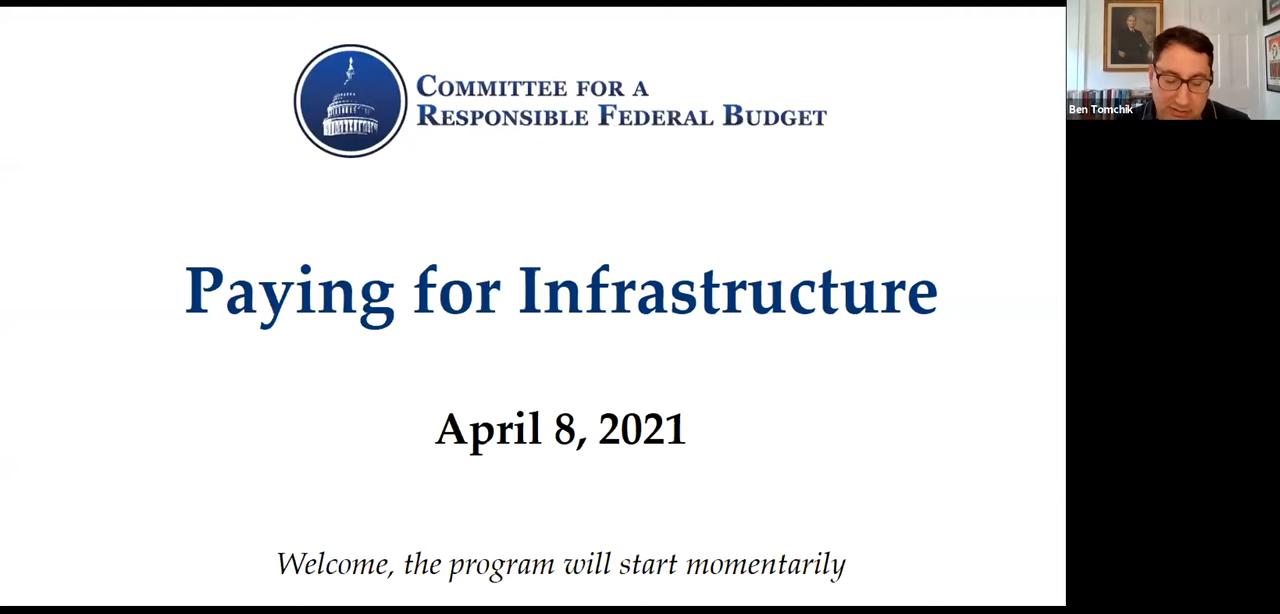 COMMITTEE FOR A
RESPONSIBLE FEDERAL BUDGET
Paying for Infrastructure
April 8, 2021
Welcome, the program will start momentarily
Ben Tomchik